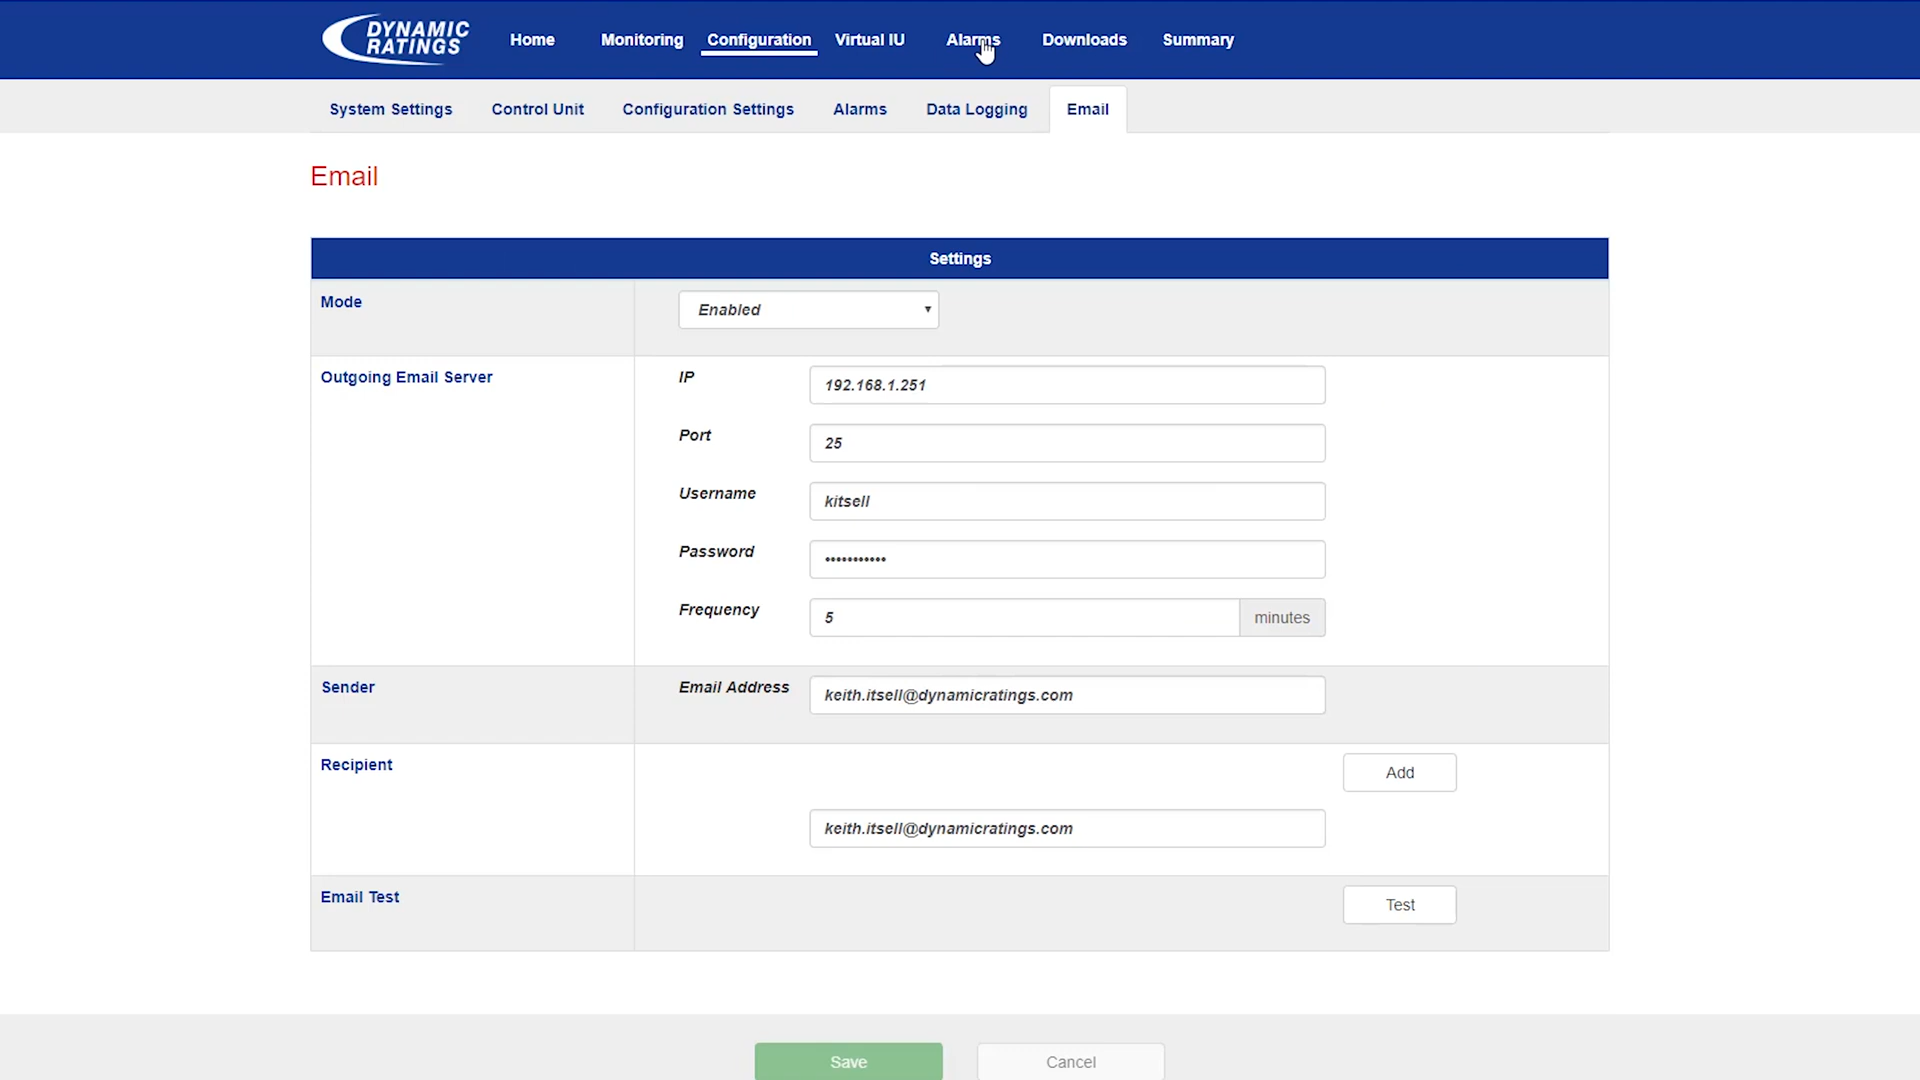 DYNAMIC
RATINGS
Home Monitoring Configuration Virtual IU Alarms Downloads Summary
System Settings Control Unit Configuration Settings Alarms Data Logging Email
Email
Settings
Mode Enabled
Outgoing Email Server IP 192.168.1.251
Port 25
Username kitsell
Password •••••••••••
Frequency 5 minutes
Sender Email Address keith.itsell@dynamicratings.com
Recipient Add
keith.itsell@dynamicratings.com
Email Test Test
Save Cancel